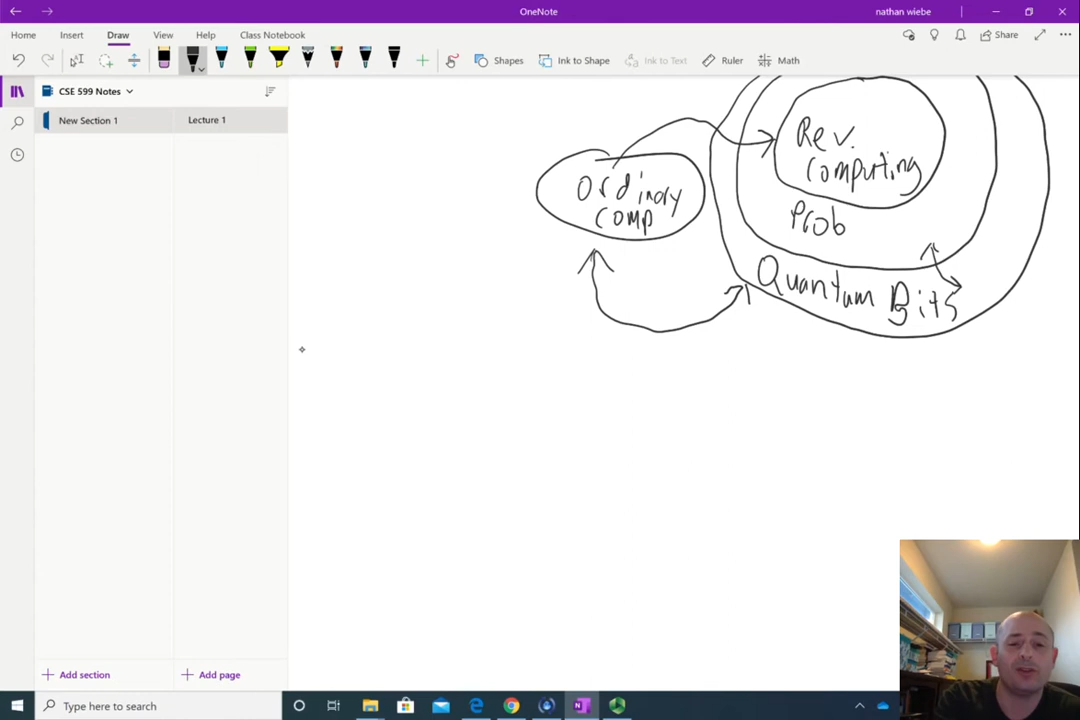 OneNote
nathan wiebe
Home Insert Draw View Help Class Notebook
Share
Shapes Ink to Shape Ink to Text Ruler Math
CSE 599 Notes
New Section 1 Lecture 1
Rev.
Computing
Ordinary
Comp
Prob
Quantum Bits
Add section Add page
Type here to search